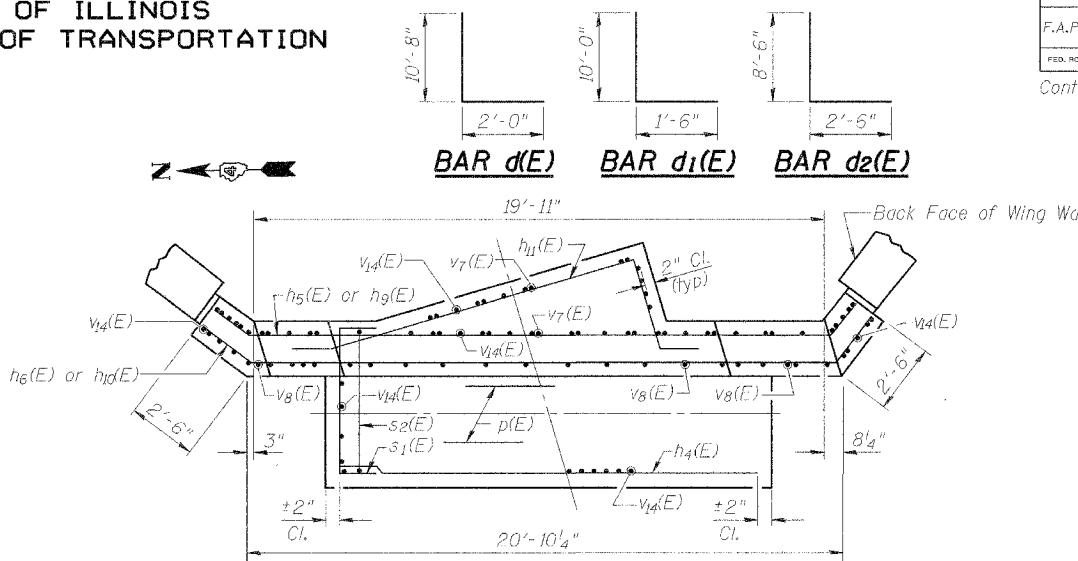 OF ILLINOIS
OF TRANSPORTATION
10'-8"
2'-0"
BAR d(E)
10'-0"
1'-6"
BAR d1(E)
8'-6"
2'-6"
BAR d2(E)
F.A.P
FED. RO
Cont
N
19'-11"
Back Face of Wing Wa
h11(E)
v14(E)
v7(E)
2" Cl.
(typ)
h5(E) or h9(E)
v14(E)
v7(E)
v14(E)
v14(E)
h6(E) or h10(E)
v8(E)
v14(E)
v8(E)
v8(E)
2'-6"
2'-6"
3"
s2(E)
p(E)
s1(E)
h4(E)
8¼"
v14(E)
±2"
Cl.
±2"
Cl.
20'-10¼"